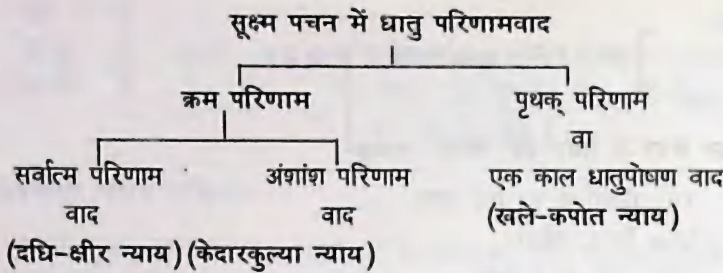 सूक्ष्म पचन में धातु परिणामवाद
क्रम परिणाम
पृथक् परिणाम
वा
एक काल धातुपोषण वाद
(खले-कपोत न्याय)
सर्वात्म परिणाम
वाद
(दधि-क्षीर न्याय)
अंशांश परिणाम
वाद
(केदारकुल्या न्याय)